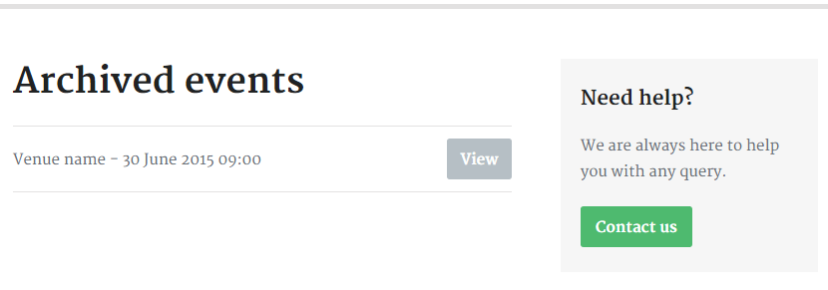 Archived events
Venue name - 30 June 2015 09:00
View
Need help?
We are always here to help
you with any query.
Contact us